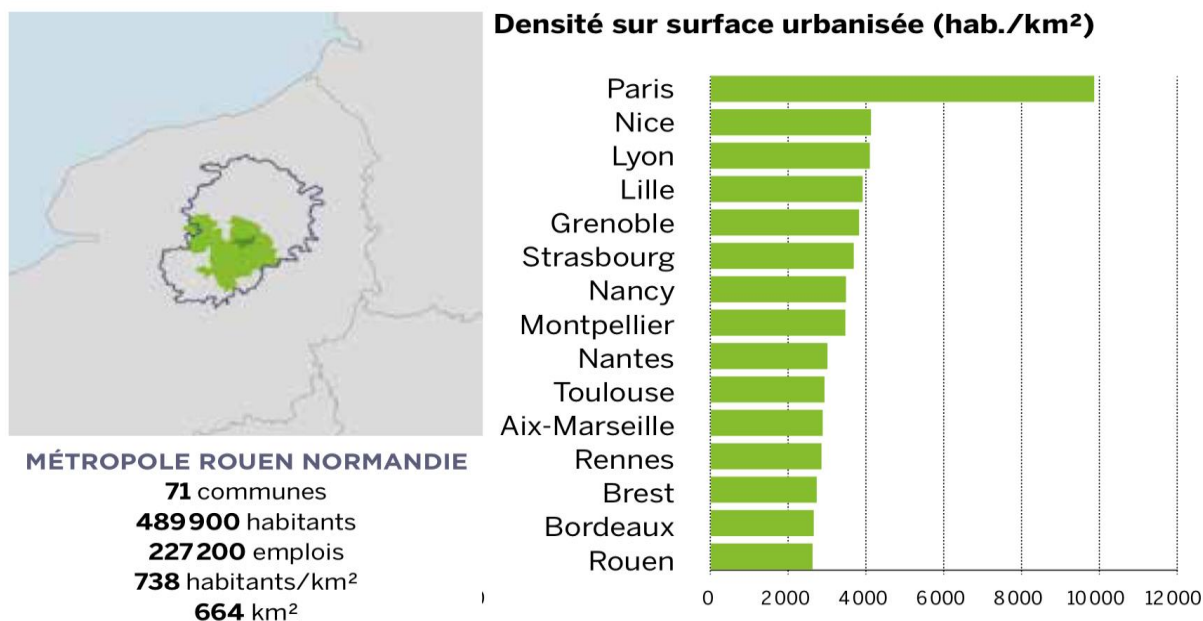 MÉTROPOLE ROUEN NORMANDIE
71 communes
489 900 habitants
227 200 emplois
738 habitants/km²
664 km²
Densité sur surface urbanisée (hab./km²)
Paris
Nice
Lyon
Lille
Grenoble
Strasbourg
Nancy
Montpellier
Nantes
Toulouse
Aix-Marseille
Rennes
Brest
Bordeaux
Rouen
0 2 000 4 000 6 000 8 000 10 000 12 000